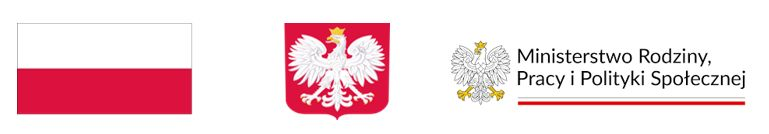 Ministerstwo Rodziny,
Pracy i Polityki Społecznej